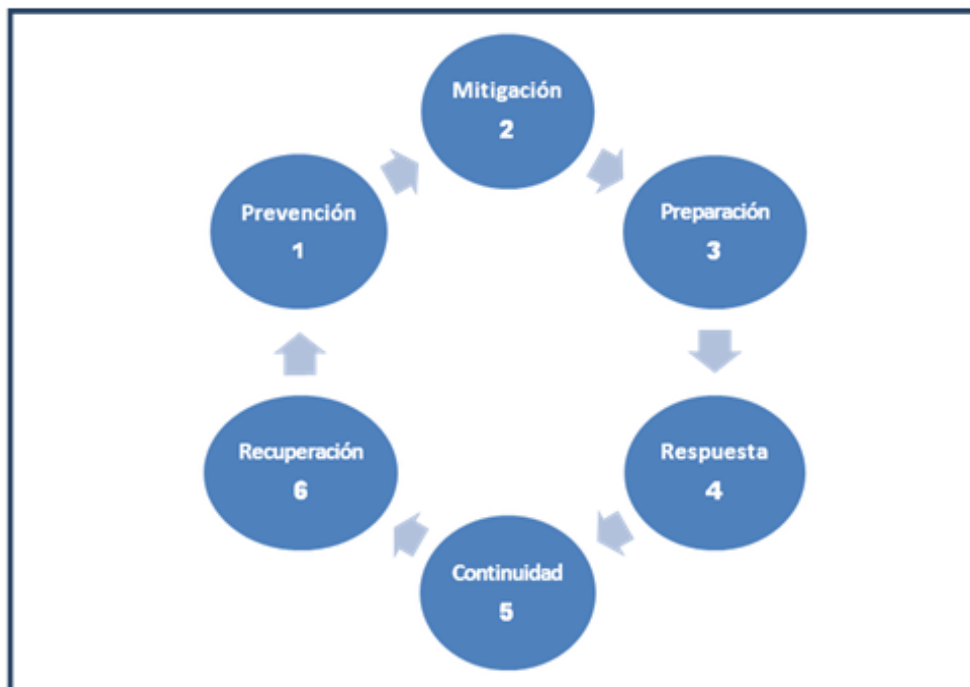 Prevención
1
Mitigación
2
Preparación
3
Respuesta
4
Continuidad
5
Recuperación
6